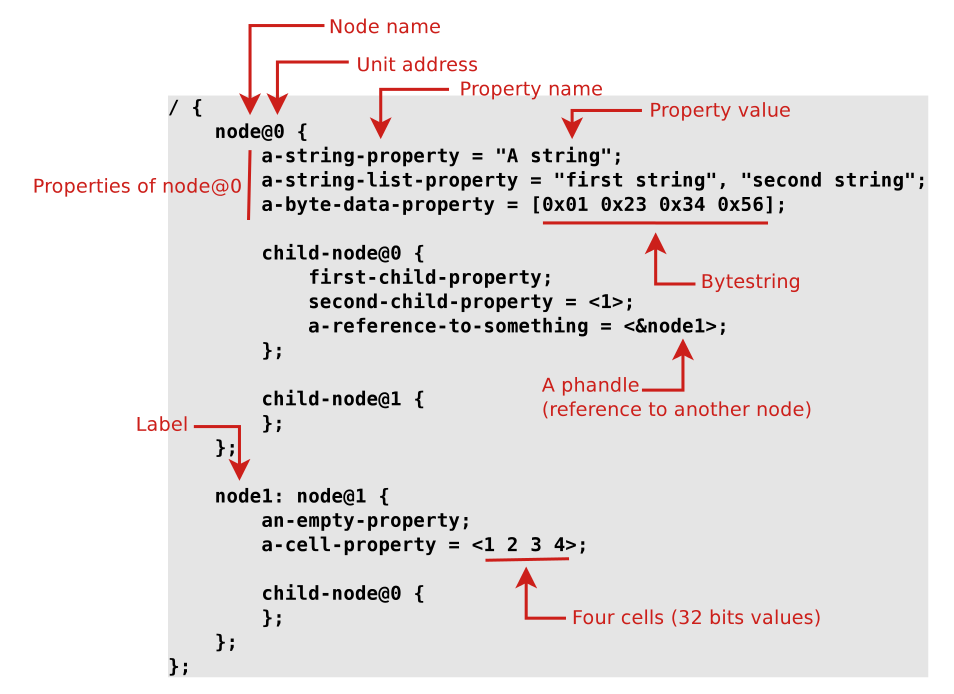 Node name
Unit address
Property name
/ {
Property value
node@0 {
a-string-property = "A string";
Properties of node@0
a-string-list-property = "first string", "second string";
a-byte-data-property = [0x01 0x23 0x34 0x56];
child-node@0 {
first-child-property;
Bytestring
second-child-property = <1>;
a-reference-to-something = <&node1>;
};
A phandle
(reference to another node)
child-node@1 {
};
Label
};
node1: node@1 {
an-empty-property;
a-cell-property = <1 2 3 4>;
child-node@0 {
};
Four cells (32 bits values)
};
};